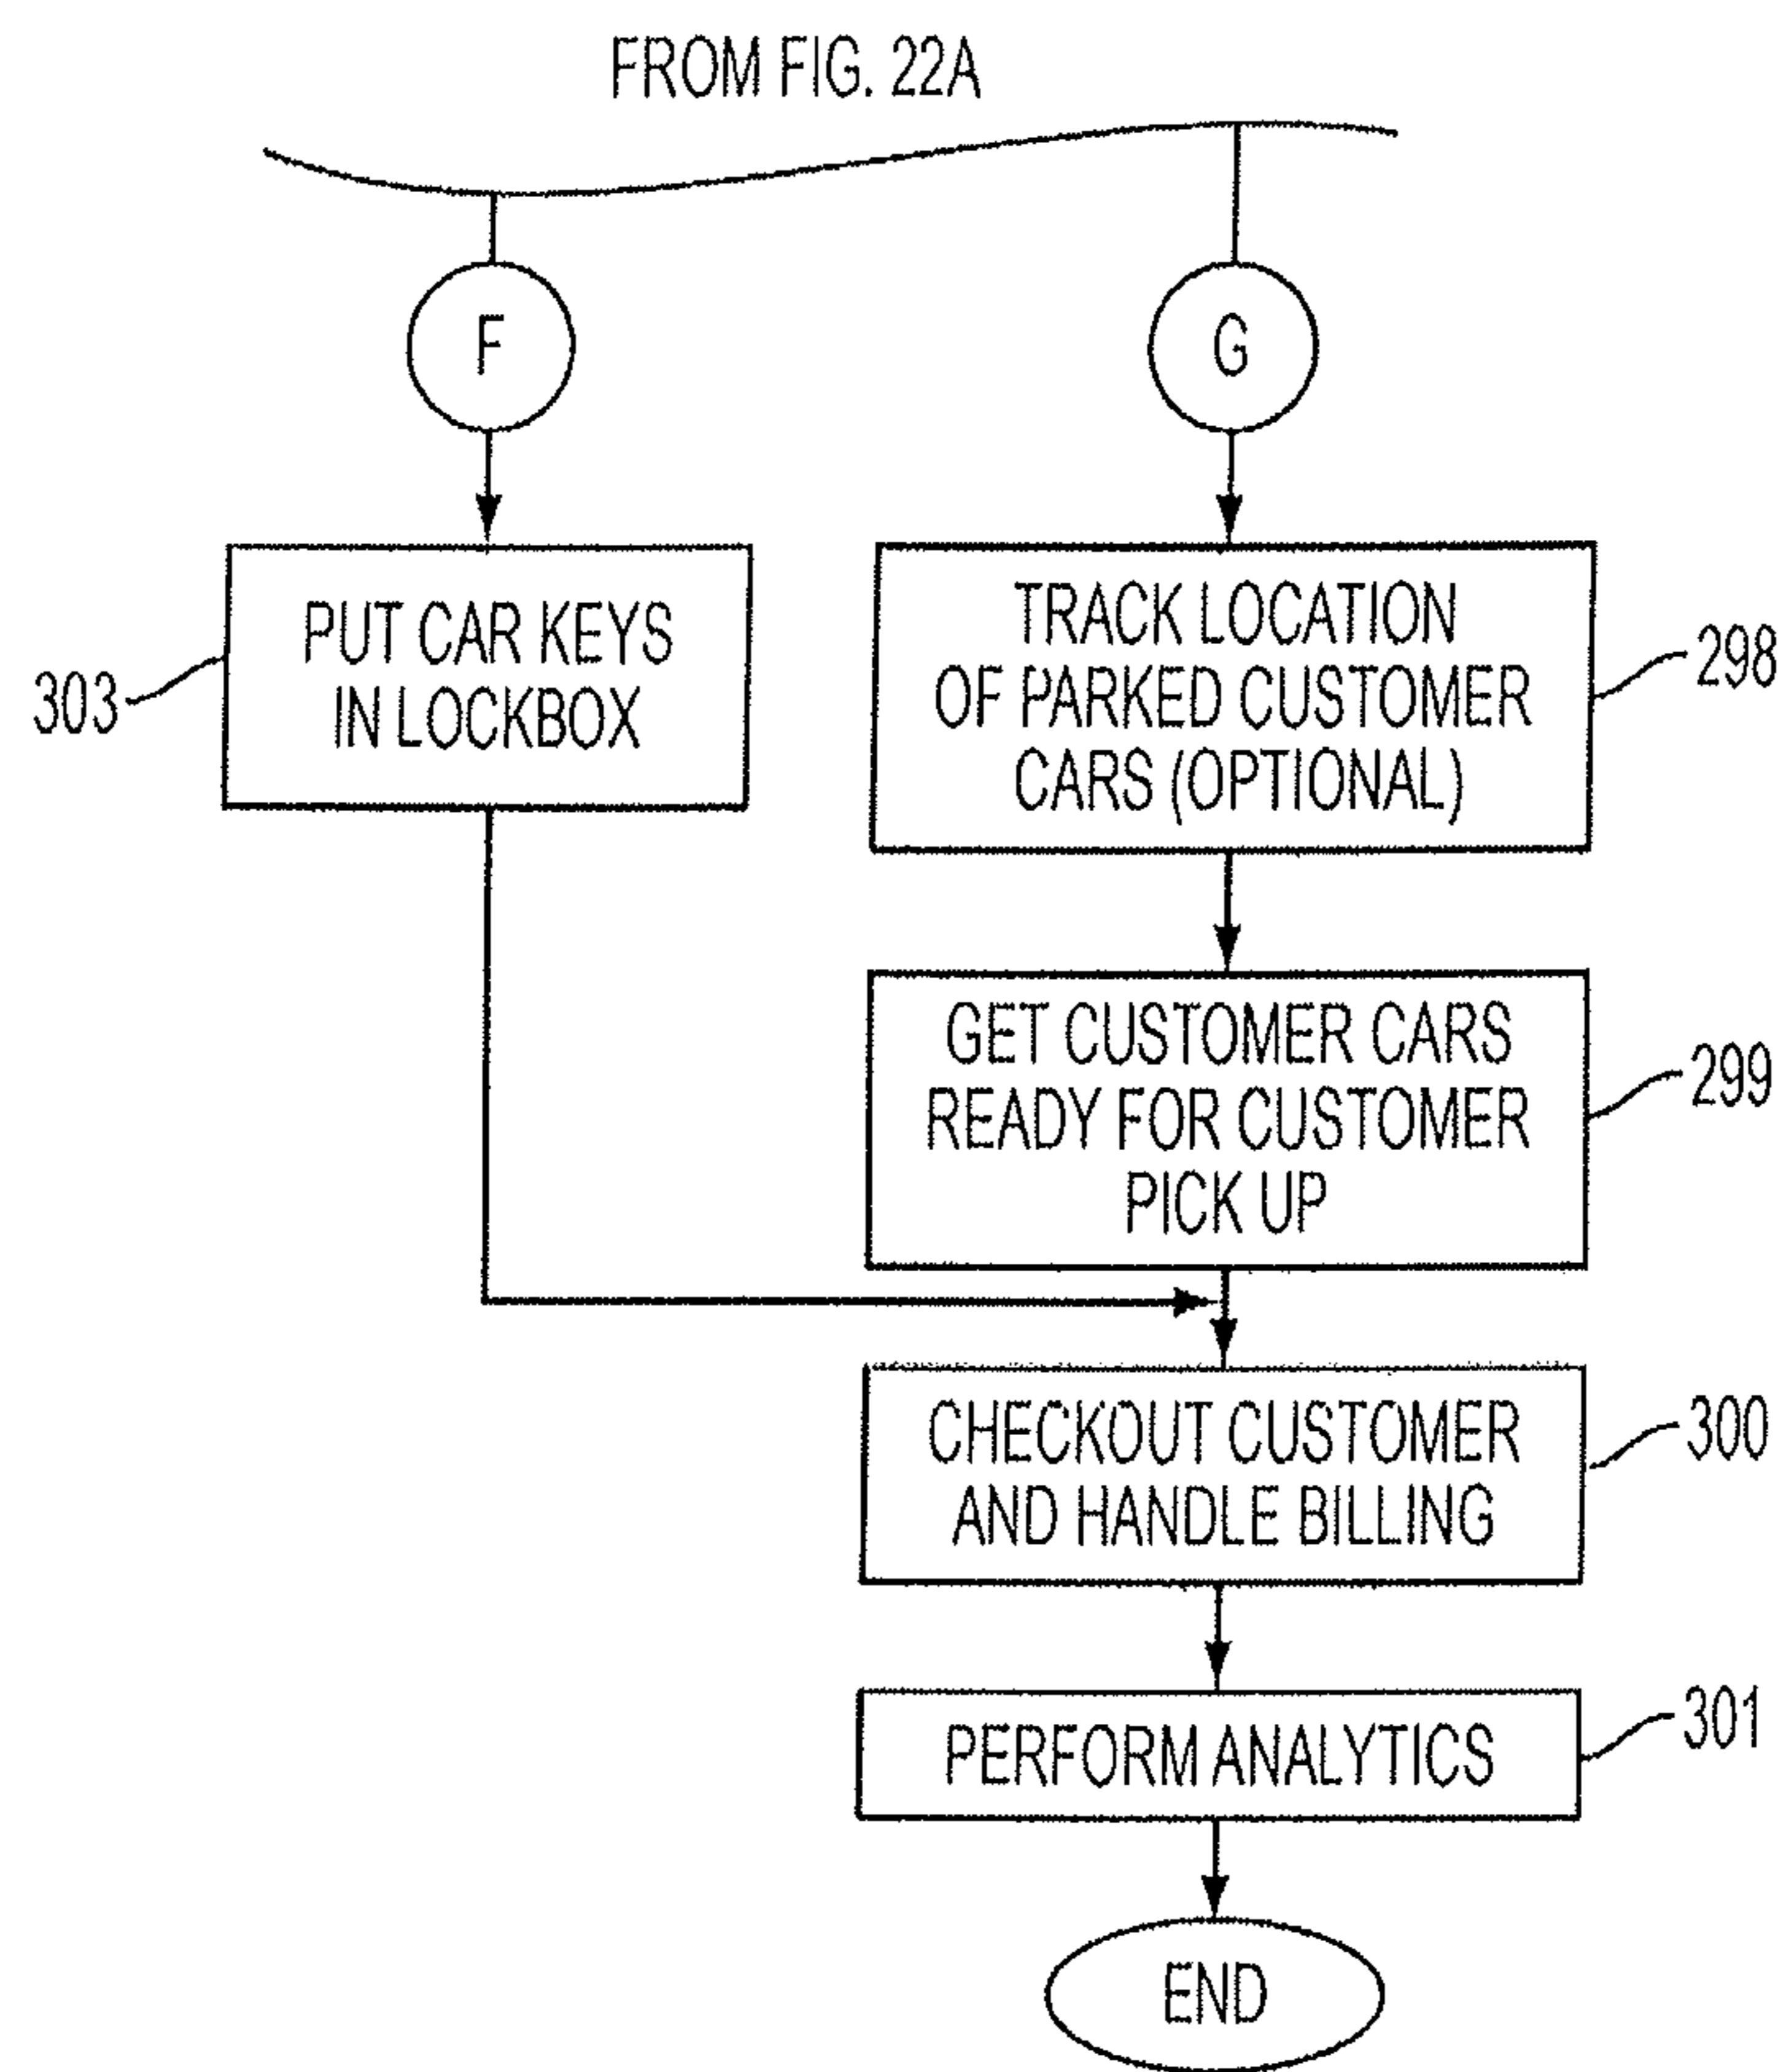 FROM FIG. 22A
F
G
PUT CAR KEYS
IN LOCKBOX
303
TRACK LOCATION
OF PARKED CUSTOMER
CARS (OPTIONAL)
298
GET CUSTOMER CARS
READY FOR CUSTOMER
PICK UP
299
CHECKOUT CUSTOMER
AND HANDLE BILLING
300
PERFORM ANALYTICS
301
END